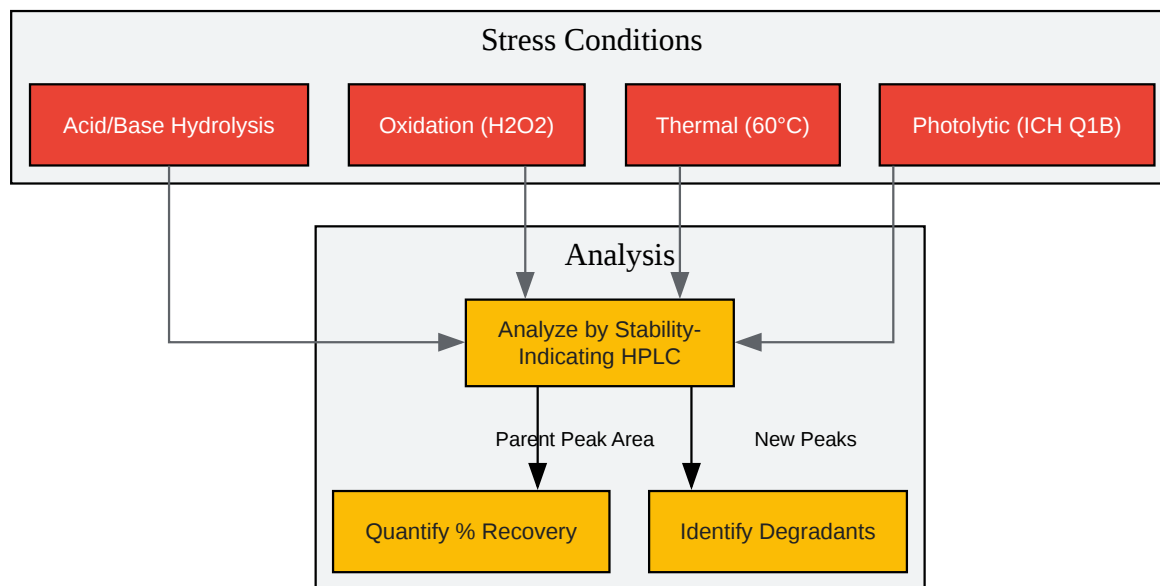 Stress Conditions
Acid/Base Hydrolysis
Oxidation (H2O2)
Thermal (60°C)
Photolytic (ICH Q1B)
Analysis
Analyze by Stability-
Indicating HPLC
Parent Peak Area
New Peaks
Quantify % Recovery
Identify Degradants